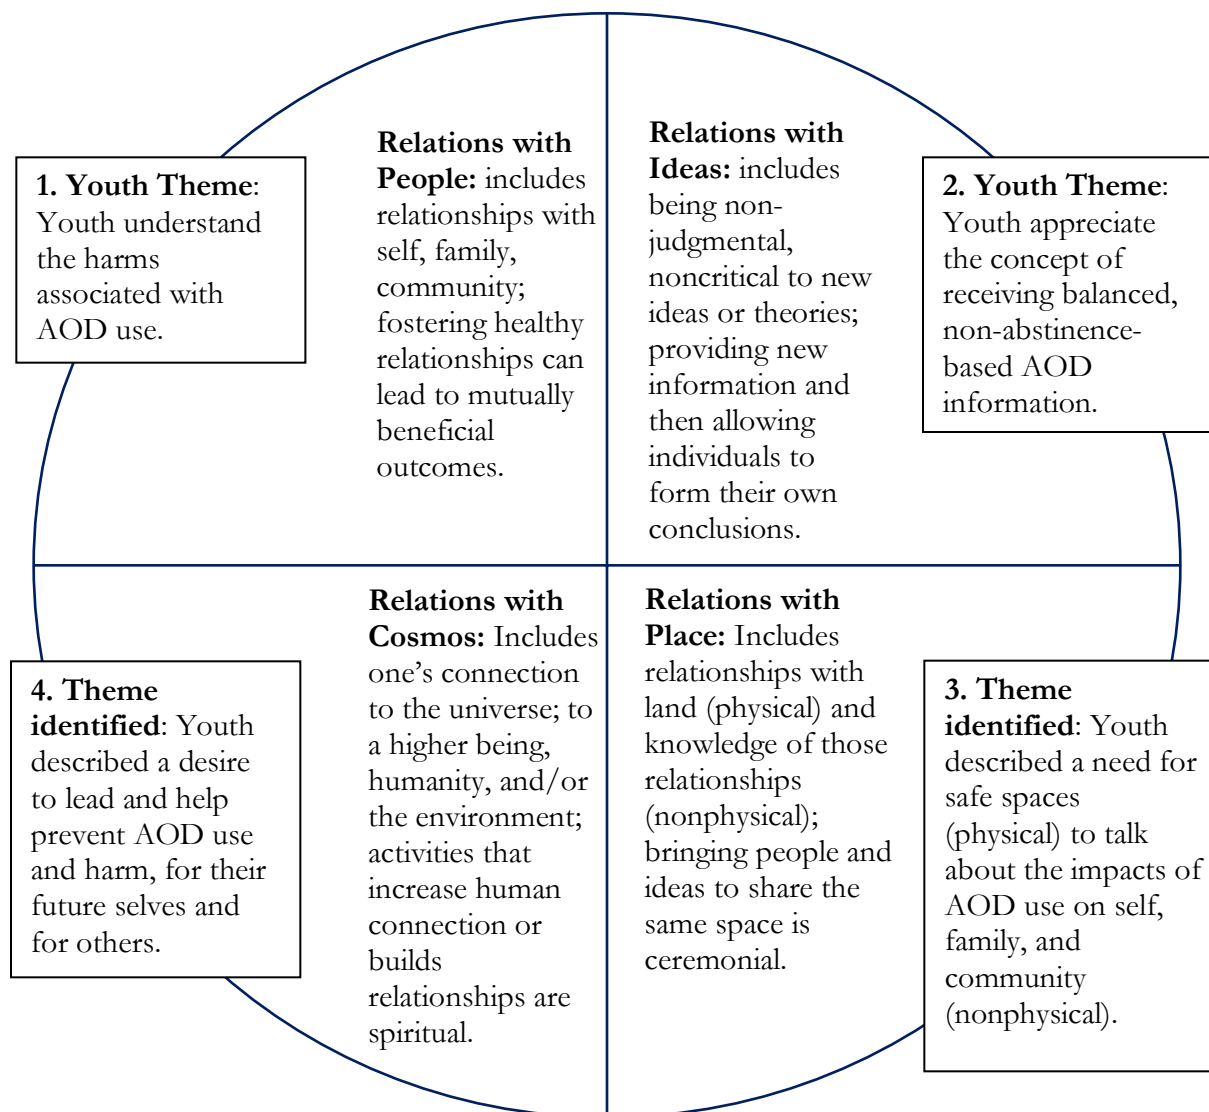 1. Youth Theme:
Youth understand
the harms
associated with
AOD use.
Relations with
People: includes
relationships with
self, family,
community;
fostering healthy
relationships can
lead to mutually
beneficial
outcomes.
Relations with
Ideas: includes
being non-
judgmental,
noncritical to new
ideas or theories;
providing new
information and
then allowing
individuals to
form their own
conclusions.
2. Youth Theme:
Youth appreciate
the concept of
receiving balanced,
non-abstinence-
based AOD
information.
4. Theme
identified: Youth
described a desire
to lead and help
prevent AOD use
and harm, for their
future selves and
for others.
Relations with
Cosmos: Includes
one’s connection
to the universe; to
a higher being,
humanity, and/or
the environment;
activities that
increase human
connection or
builds
relationships are
spiritual.
Relations with
Place: Includes
relationships with
land (physical) and
knowledge of those
relationships
(nonphysical);
bringing people and
ideas to share the
same space is
ceremonial.
3. Theme
identified: Youth
described a need for
safe spaces
(physical) to talk
about the impacts of
AOD use on self,
family, and
community
(nonphysical).